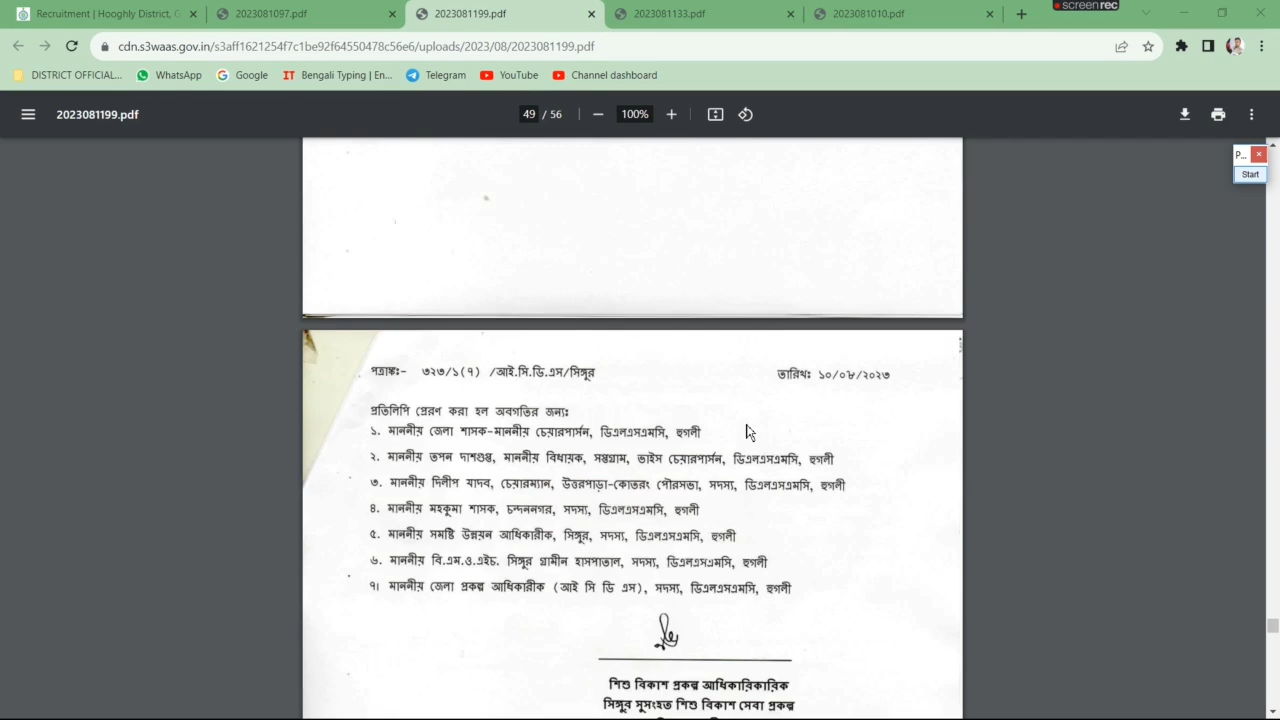 screenrec
Recruitment | Hooghly District, G
2023081097.pdf
2023081199.pdf
2023081133.pdf
2023081010.pdf
cdn.s3waas.gov.in/s3aff1621254f7c1be92f64550478c56e6/uploads/2023/08/2023081199.pdf
DISTRICT OFFICIAL...
WhatsApp
Google
Bengali Typing | En...
Telegram
YouTube
Channel dashboard
2023081199.pdf
49 / 56
100%
P...
Start
পত্রাঙ্কঃ- ৩২৩/১(৭) /আই.সি.ডি.এস/সিঙ্গুর তারিখঃ ১০/০৮/২০২৩
প্রতিলিপি প্রেরণ করা হল অবগতির জন্যঃ
১. মাননীয় জেলা শাসক-মাননীয় চেয়ারপার্সন, ডিএলএসএমসি, হুগলী
২. মাননীয় তপন দাশগুপ্ত, মাননীয় বিধায়ক, সপ্তগ্রাম, ভাইস চেয়ারপার্সন, ডিএলএসএমসি, হুগলী
৩. মাননীয় দিলীপ যাদব, চেয়ারম্যান, উত্তরপাড়া-কোতরং পৌরসভা, সদস্য, ডিএলএসএমসি, হুগলী
৪. মাননীয় মহকুমা শাসক, চন্দননগর, সদস্য, ডিএলএসএমসি, হুগলী
৫. মাননীয় সমষ্টি উন্নয়ন আধিকারীক, সিঙ্গুর, সদস্য, ডিএলএসএমসি, হুগলী
৬. মাননীয় বি.এম.ও.এইচ. সিঙ্গুর গ্রামীন হাসপাতাল, সদস্য, ডিএলএসএমসি, হুগলী
৭। মাননীয় জেলা প্রকল্প আধিকারীক (আই সি ডি এস), সদস্য, ডিএলএসএমসি, হুগলী
শিশু বিকাশ প্রকল্প আধিকারিকারিক
সিঙ্গুর সুসংহত শিশু বিকাশ সেবা প্রকল্প